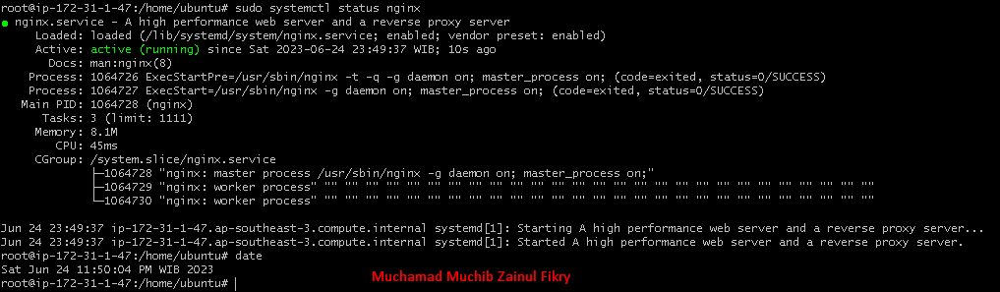 root@ip-172-31-1-47:/home/ubuntu# sudo systemctl status nginx
● nginx.service - A high performance web server and a reverse proxy server
Loaded: loaded (/lib/systemd/system/nginx.service; enabled; vendor preset: enabled)
Active: active (running) since Sat 2023-06-24 23:49:37 WIB; 10s ago
Docs: man:nginx(8)
Process: 1064726 ExecStartPre=/usr/sbin/nginx -t -q -g daemon on; master_process on; (code=exited, status=0/SUCCESS)
Process: 1064727 ExecStart=/usr/sbin/nginx -g daemon on; master_process on; (code=exited, status=0/SUCCESS)
Main PID: 1064728 (nginx)
Tasks: 3 (limit: 1111)
Memory: 8.1M
CPU: 45ms
CGroup: /system.slice/nginx.service
├─1064728 "nginx: master process /usr/sbin/nginx -g daemon on; master_process on;"
├─1064729 "nginx: worker process" "" "" "" "" "" "" "" "" "" "" "" "" "" "" "" "" "" "" "" "" "" "" "" "" "" "" ""
└─1064730 "nginx: worker process" "" "" "" "" "" "" "" "" "" "" "" "" "" "" "" "" "" "" "" "" "" "" "" "" "" "" ""
Jun 24 23:49:37 ip-172-31-1-47.ap-southeast-3.compute.internal systemd[1]: Starting A high performance web server and a reverse proxy server...
Jun 24 23:49:37 ip-172-31-1-47.ap-southeast-3.compute.internal systemd[1]: Started A high performance web server and a reverse proxy server.
root@ip-172-31-1-47:/home/ubuntu# date
Sat Jun 24 11:50:04 PM WIB 2023
root@ip-172-31-1-47:/home/ubuntu#
Muchamad Muchib Zainul Fikry